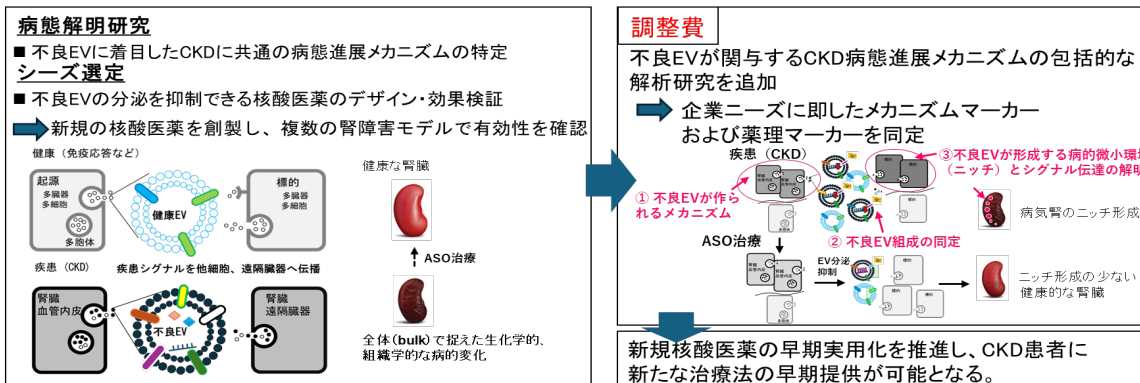 病態解明研究
■ 不良EVに着目したCKDに共通の病態進展メカニズムの特定
シーズ選定
■ 不良EVの分泌を抑制できる核酸医薬のデザイン・効果検証
新規の核酸医薬を創製し、複数の腎障害モデルで有効性を確認
健康（免疫応答など）
起源
多臓器
多細胞
多胞体
健康EV
標的
多臓器
多細胞
疾患（CKD）
疾患シグナルを他細胞、遠隔臓器へ伝播
腎臓
血管内皮
不良EV
腎臓
遠隔臓器
健康な腎臓
ASO治療
全体(bulk)で捉えた生化学的、
組織学的な病的変化
調整費
不良EVが関与するCKD病態進展メカニズムの包括的な
解析研究を追加
企業ニーズに即したメカニズムマーカー
および薬理マーカーを同定
疾患（CKD）
③不良EVが形成する病的微小環
（ニッチ）とシグナル伝達の解明
① 不良EVが作ら
れるメカニズム
腎臓
血管内皮
標的
病気腎のニッチ形成
② 不良EV組成の同定
ASO治療
EV分泌
抑制
腎臓
血管内皮
標的
標的
標的
ニッチ形成の少ない
健康的な腎臓
新規核酸医薬の早期実用化を推進し、CKD患者に
新たな治療法の早期提供が可能となる。